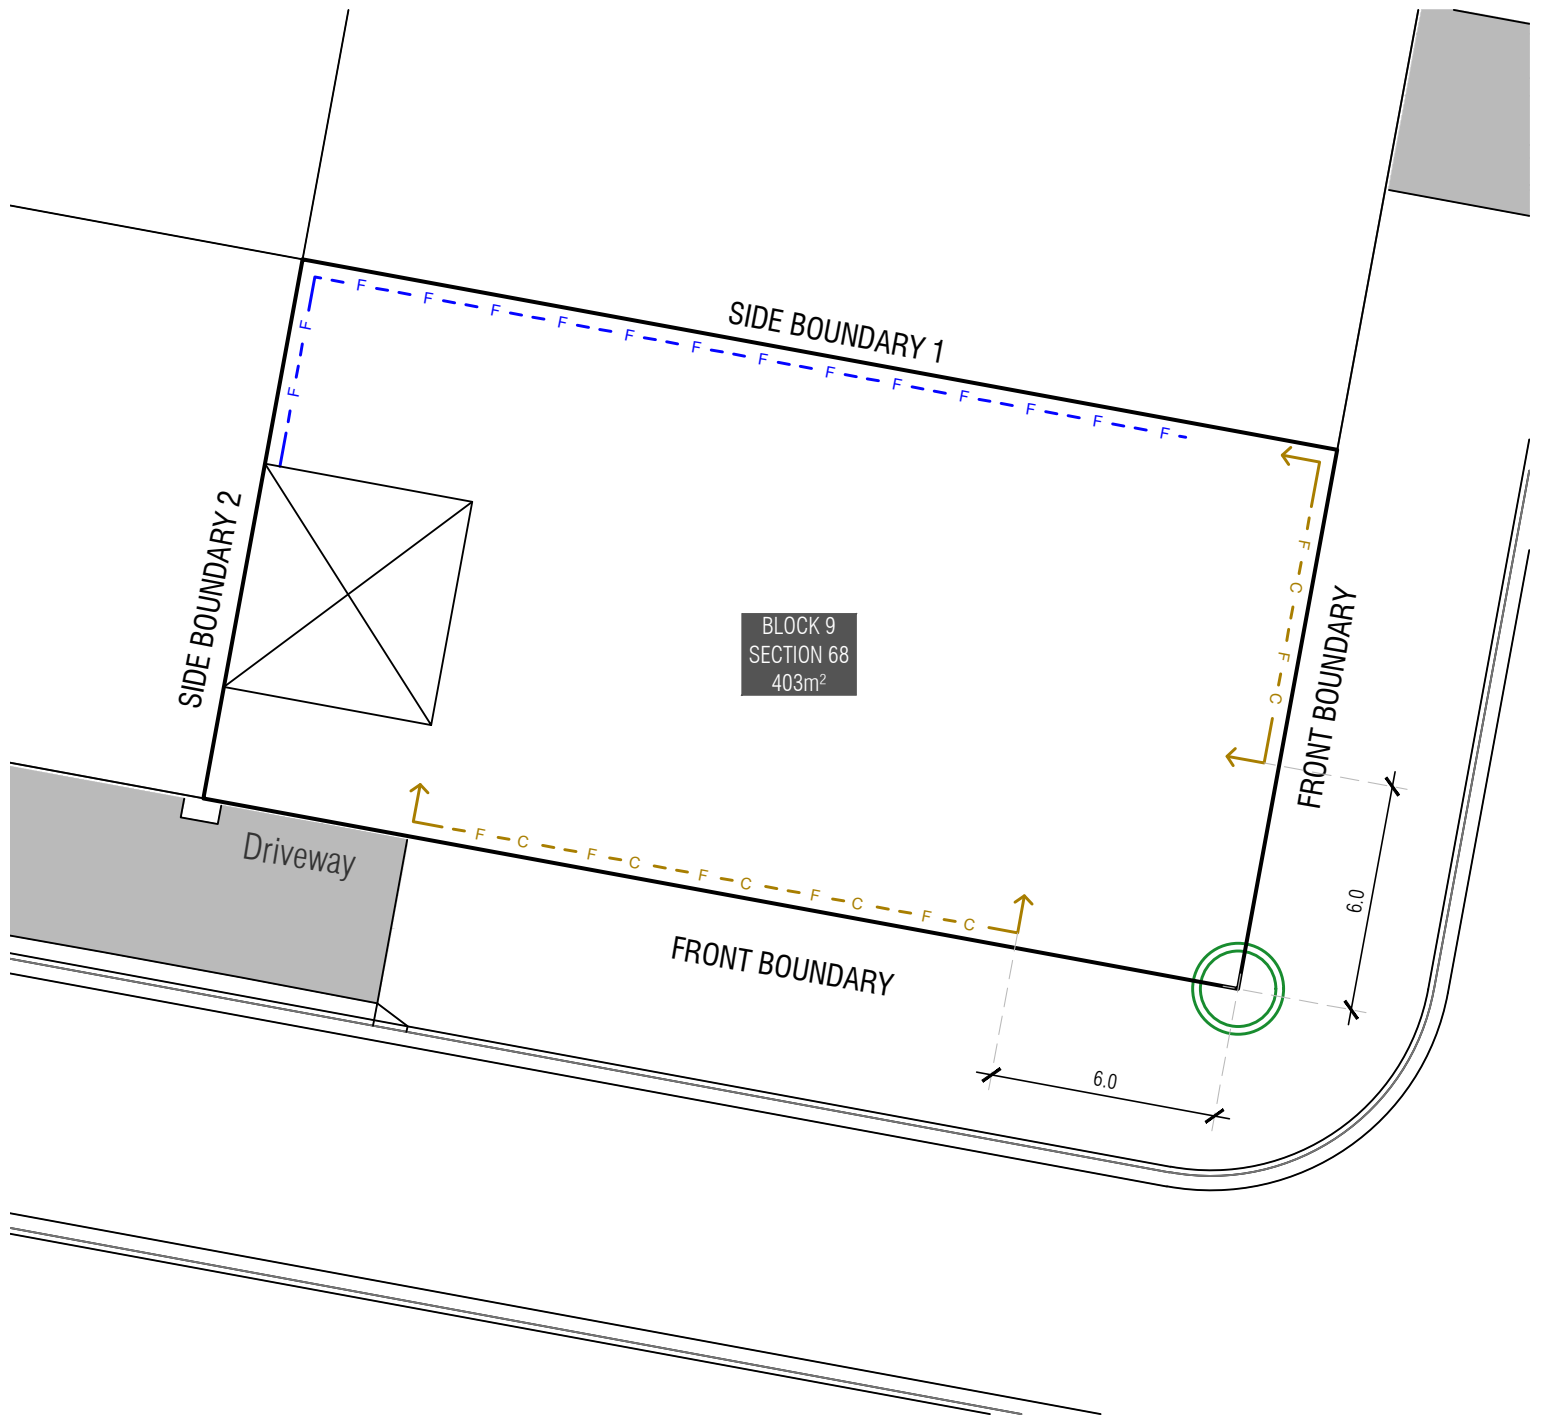 SIDE BOUNDARY 1
F F F F F F F F F F F F F
F
F
SIDE BOUNDARY 2
F
C
F
C
BLOCK 9
SECTION 68
403m²
FRONT BOUNDARY
Driveway
F C F C F C F C F C
FRONT BOUNDARY
6.0
6.0